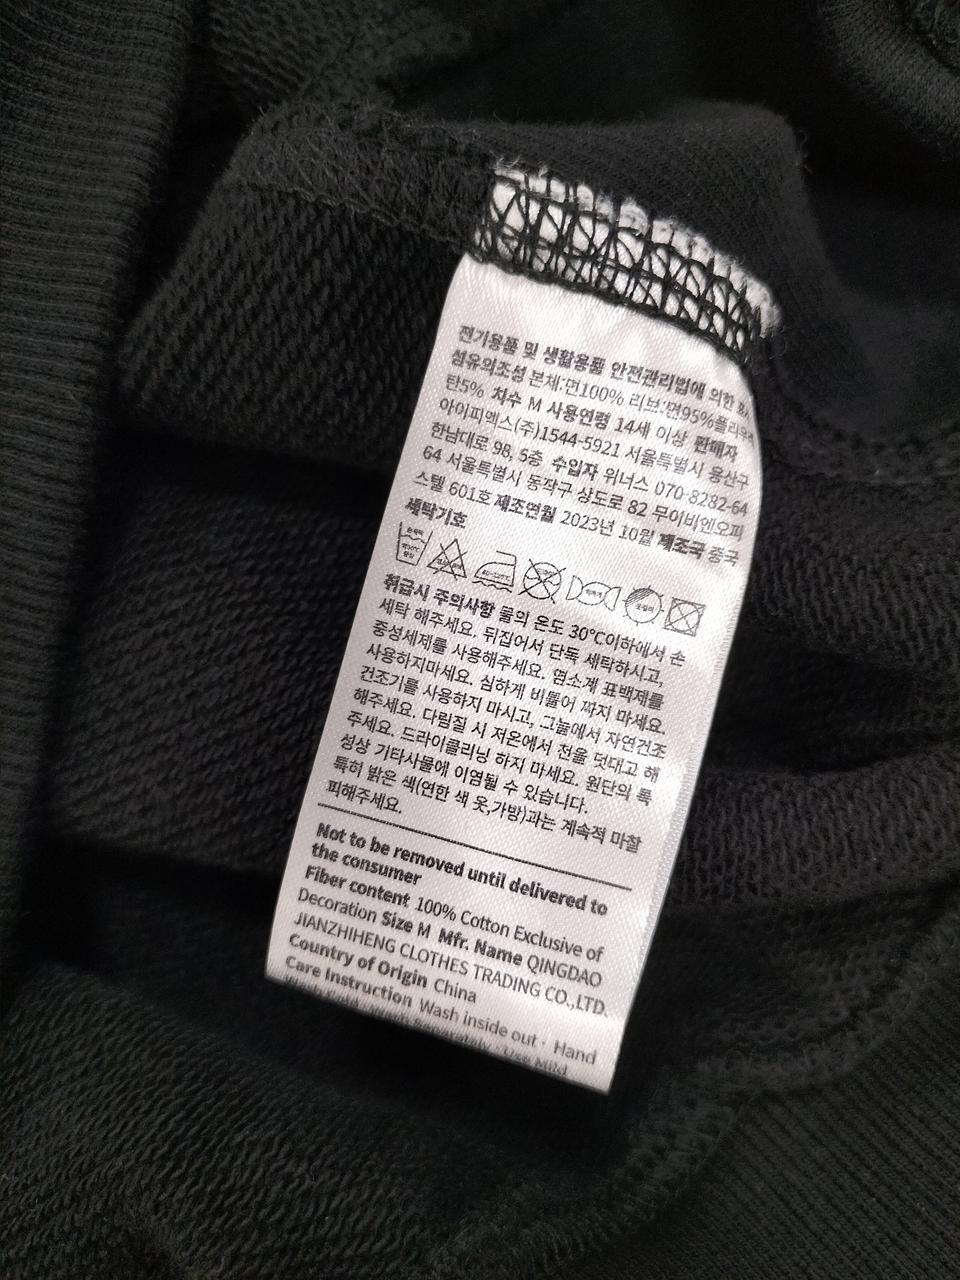 전기용품 및 생활용품 안전관리법에 의한
섬유의조성 본체:면100% 리브:면95%폴리우레
탄5% 치수 M 사용연령 14세 이상 판매자
아이피엑스(주)1544-5921 서울특별시 용산구
한남대로 98, 5층 수입자 위너스 070-8282-64
64 서울특별시 동작구 상도로 82 무이비엔오피
스텔 601호 제조연월 2023년 10월 제조국 중국
세탁기호
취급시 주의사항 물의 온도 30℃이하에서 손
세탁 해주세요. 뒤집어서 단독 세탁하시고,
중성세제를 사용해주세요. 염소계 표백제를
사용하지마세요. 심하게 비틀어 짜지 마세요.
건조기를 사용하지 마시고, 그늘에서 자연건조
해주세요. 다림질 시 저온에서 천을 덧대고 해
주세요. 드라이클리닝 하지 마세요. 원단의 특
성상 기타사물에 이염될 수 있습니다.
특히 밝은 색(연한 색 옷,가방)과는 계속적 마찰
피해주세요.
Not to be removed until delivered to
the consumer
Fiber content 100% Cotton Exclusive of
Decoration Size M Mfr. Name QINGDAO
JIANZHIHENG CLOTHES TRADING CO.,LTD.
Country of Origin China
Care Instruction Wash inside out · Hand